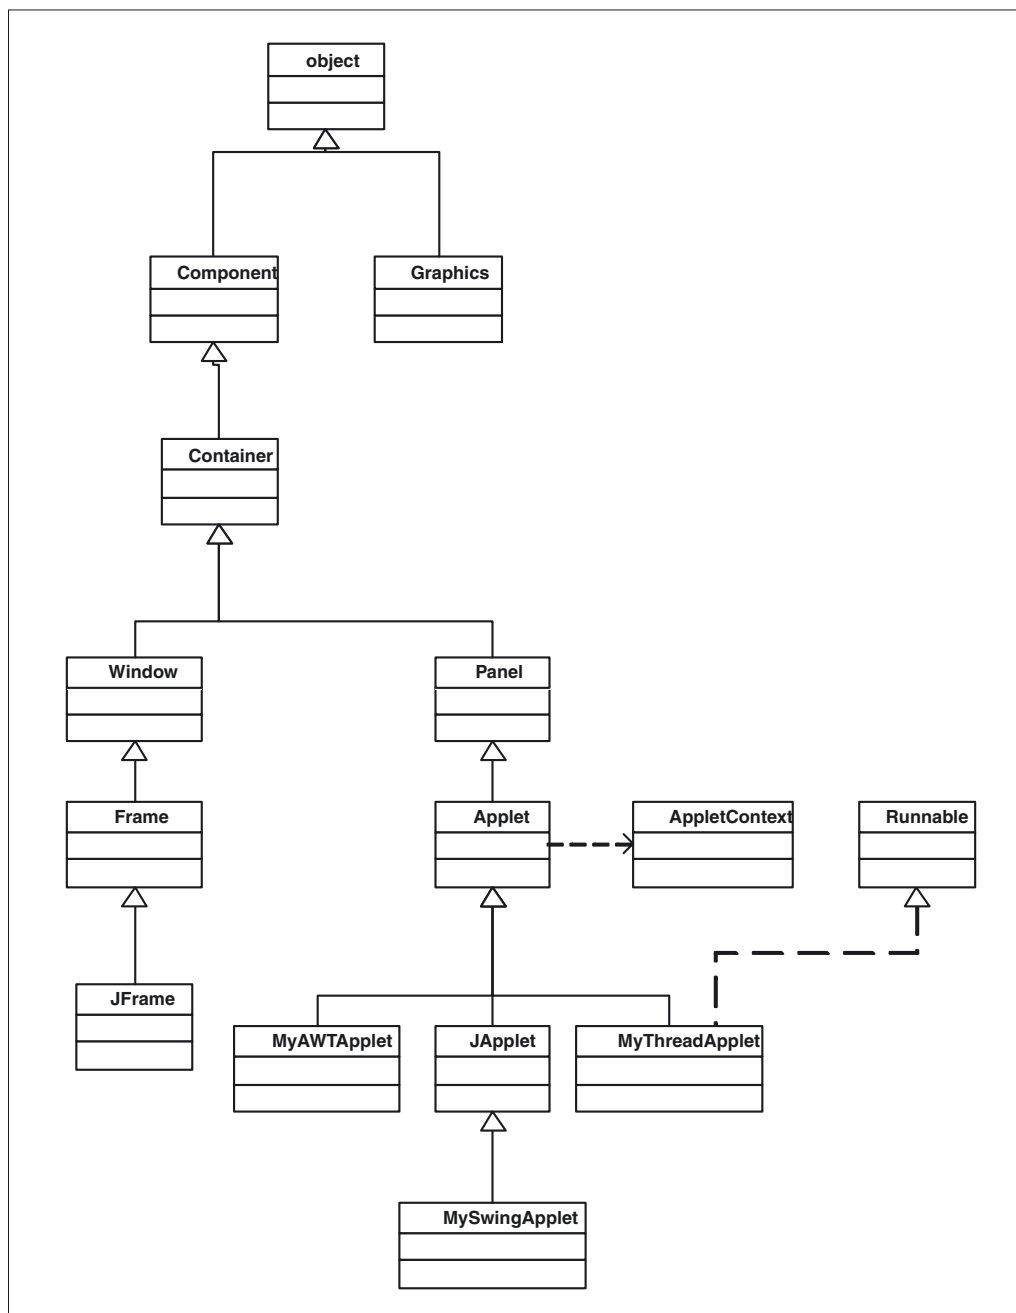 object
Component
Graphics
Container
Window
Panel
Frame
Applet
AppletContext
Runnable
JFrame
MyAWTApplet
JApplet
MyThreadApplet
MySwingApplet